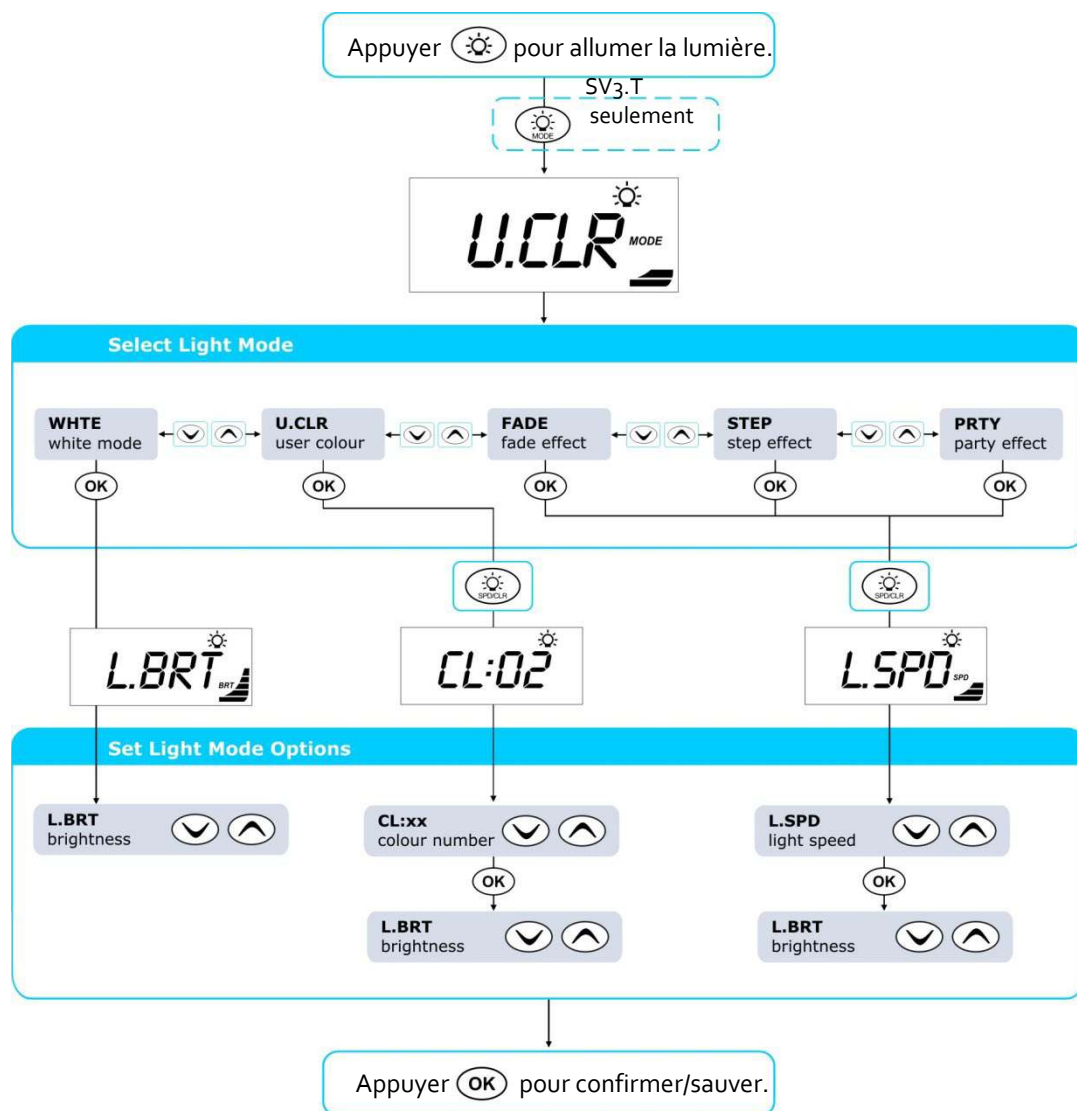 Appuyer pour allumer la lumière.
SV3.T
seulement
MODE
U.CLR
MODE
Select Light Mode
WHTE
white mode
U.CLR
user colour
FADE
fade effect
STEP
step effect
PRTY
party effect
OK
OK
OK
OK
OK
SPD/CLR
SPD/CLR
L.BRT
BRT
CL:02
L.SPD
SPD
Set Light Mode Options
L.BRT
brightness
CL:xx
colour number
L.SPD
light speed
OK
OK
L.BRT
brightness
L.BRT
brightness
Appuyer OK pour confirmer/sauver.